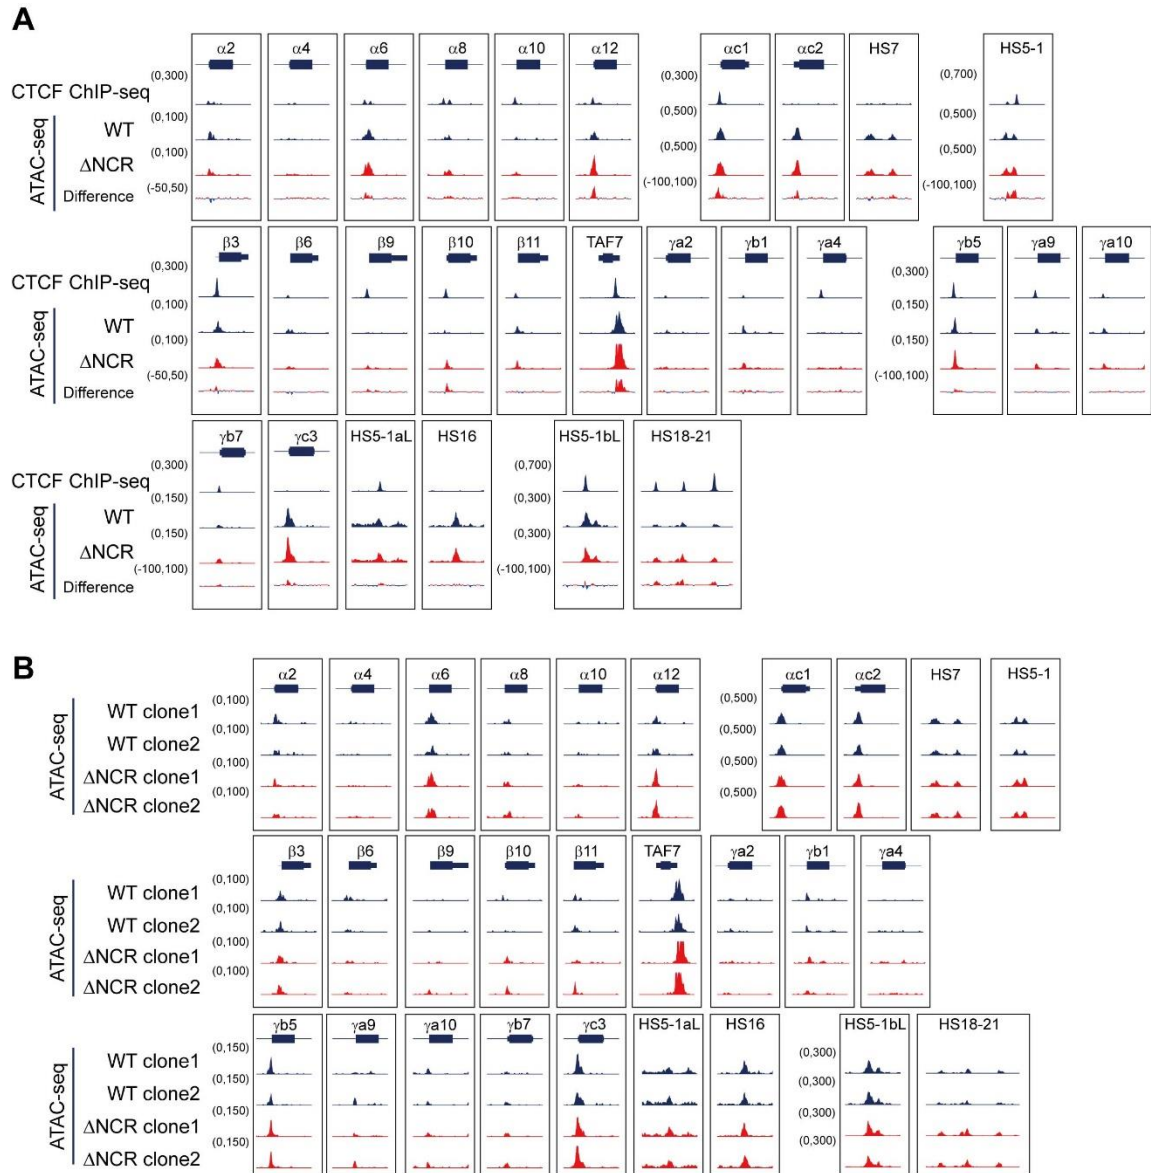 A
α2 α4 α6 α8 α10 α12 αc1 αc2 HS7 HS5-1
(0,300) (0,300) (0,700)
CTCF ChIP-seq
(0,100) (0,500) (0,500)
WT
(0,100) (0,500) (0,500)
ΔNCR
(-50,50) (-100,100) (-100,100)
Difference
ATAC-seq
β3 β6 β9 β10 β11 TAF7 γa2 γb1 γa4 γb5 γa9 γa10
(0,300) (0,300)
CTCF ChIP-seq
(0,100) (0,150)
WT
(0,100) (0,150)
ΔNCR
(-50,50) (-100,100)
Difference
ATAC-seq
γb7 γc3 HS5-1aL HS16 HS5-1bL HS18-21
(0,300) (0,700)
CTCF ChIP-seq
(0,150) (0,300)
WT
(0,150) (0,300)
ΔNCR
(-100,100) (-100,100)
Difference
ATAC-seq
B
α2 α4 α6 α8 α10 α12 αc1 αc2 HS7 HS5-1
(0,100) (0,500)
WT clone1
(0,100) (0,500)
WT clone2
(0,100) (0,500)
ΔNCR clone1
(0,100) (0,500)
ΔNCR clone2
ATAC-seq
β3 β6 β9 β10 β11 TAF7 γa2 γb1 γa4
(0,100)
WT clone1
(0,100)
WT clone2
(0,100)
ΔNCR clone1
(0,100)
ΔNCR clone2
ATAC-seq
γb5 γa9 γa10 γb7 γc3 HS5-1aL HS16 HS5-1bL HS18-21
(0,150) (0,300)
WT clone1
(0,150) (0,300)
WT clone2
(0,150) (0,300)
ΔNCR clone1
(0,150) (0,300)
ΔNCR clone2
ATAC-seq